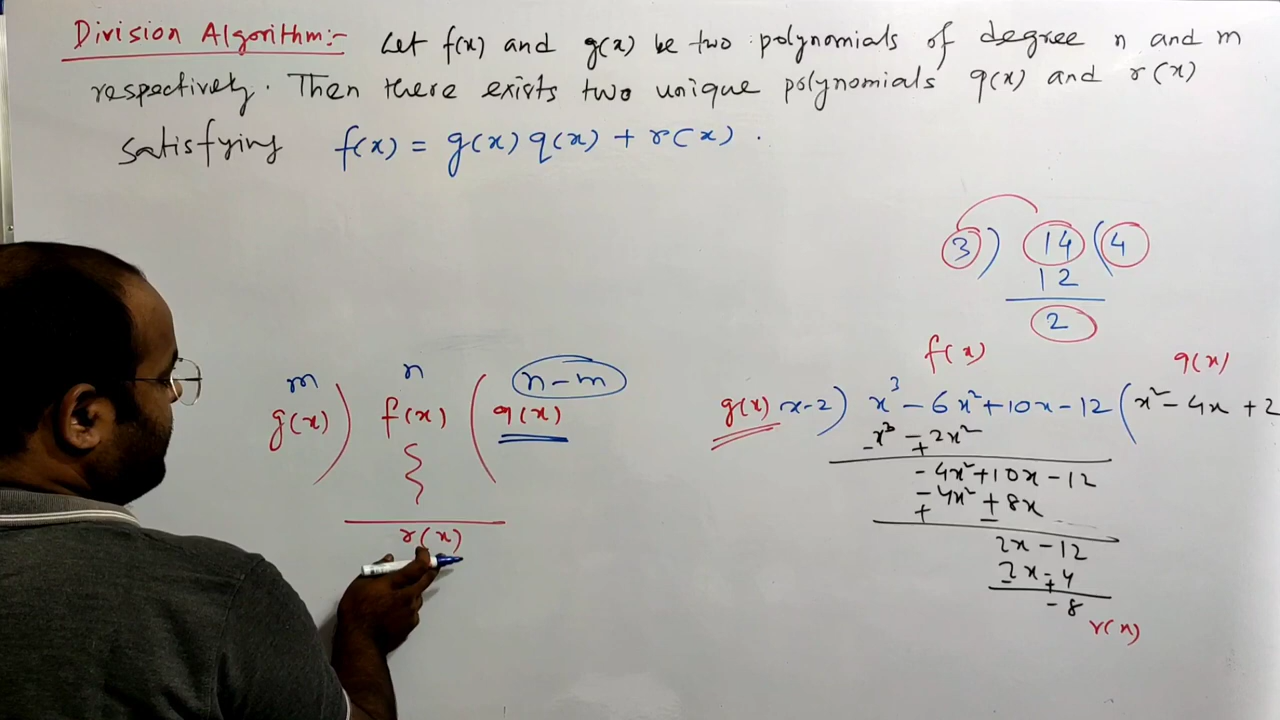 Division Algorithm:- Let f(x) and g(x) be two polynomials of degree n and m
respectively. Then there exists two unique polynomials q(x) and r(x)
satisfying f(x) = g(x) q(x) + r(x) .
3) 14 (4
12
2
m n n-m
g(x) ) f(x) ( q(x)
r(x)
f(x) q(x)
g(x) x-2) x³ - 6x² + 10x - 12 ( x² - 4x + 2
x³ - 2x²
- +
- 4x² + 10x - 12
- 4x² + 8x
+ -
2x - 12
2x - 4
- +
- 8
r(x)